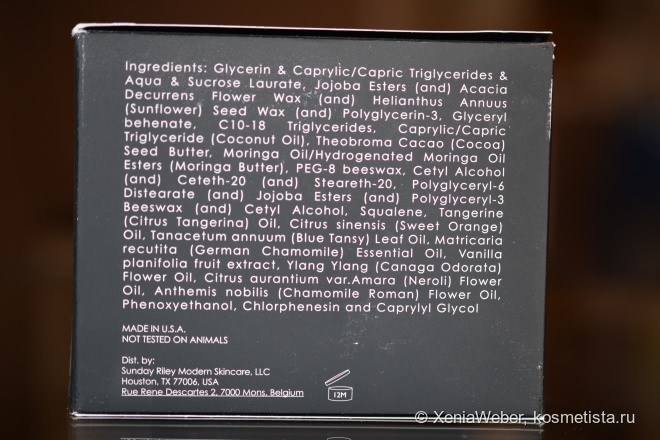 Ingredients: Glycerin & Caprylic/Capric Triglycerides &
Aqua & Sucrose Laurate, Jojoba Esters (and) Acacia
Decurrens Flower Wax (and) Helianthus Annuus
(Sunflower) Seed Wax (and) Polyglycerin-3, Glyceryl
behenate, C10-18 Triglycerides, Caprylic/Capric
Triglyceride (Coconut Oil), Theobroma Cacao (Cocoa)
Seed Butter, Moringa Oil/Hydrogenated Moringa Oil
Esters (Moringa Butter), PEG-8 beeswax, Cetyl Alcohol
(and) Ceteth-20 (and) Steareth-20, Polyglyceryl-6
Distearate (and) Jojoba Esters (and) Polyglyceryl-3
Beeswax (and) Cetyl Alcohol, Squalene, Tangerine
(Citrus Tangerina) Oil, Citrus sinensis (Sweet Orange)
Oil, Tanacetum annuum (Blue Tansy) Leaf Oil, Matricaria
recutita (German Chamomile) Essential Oil, Vanilla
planifolia fruit extract, Ylang Ylang (Canaga Odorata)
Flower Oil, Citrus aurantium var.Amara (Neroli) Flower
Oil, Anthemis nobilis (Chamomile Roman) Flower Oil,
Phenoxyethanol, Chlorphenesin and Caprylyl Glycol
MADE IN U.S.A.
NOT TESTED ON ANIMALS
Dist. by:
Sunday Riley Modern Skincare, LLC
Houston, TX 77006, USA
Rue Rene Descartes 2, 7000 Mons, Belgium
12M
© XeniaWeber, kosmetista.ru